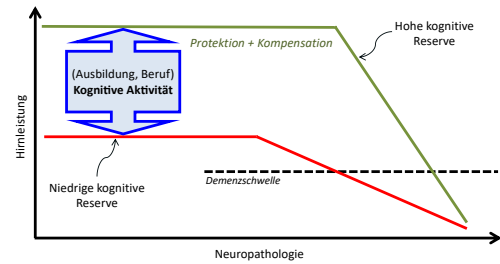 Hohe kognitive
Reserve
Protektion + Kompensation
(Ausbildung, Beruf)
Kognitive Aktivität
Hirnleistung
Niedrige kognitive
Reserve
Demenzschwelle
Neuropathologie